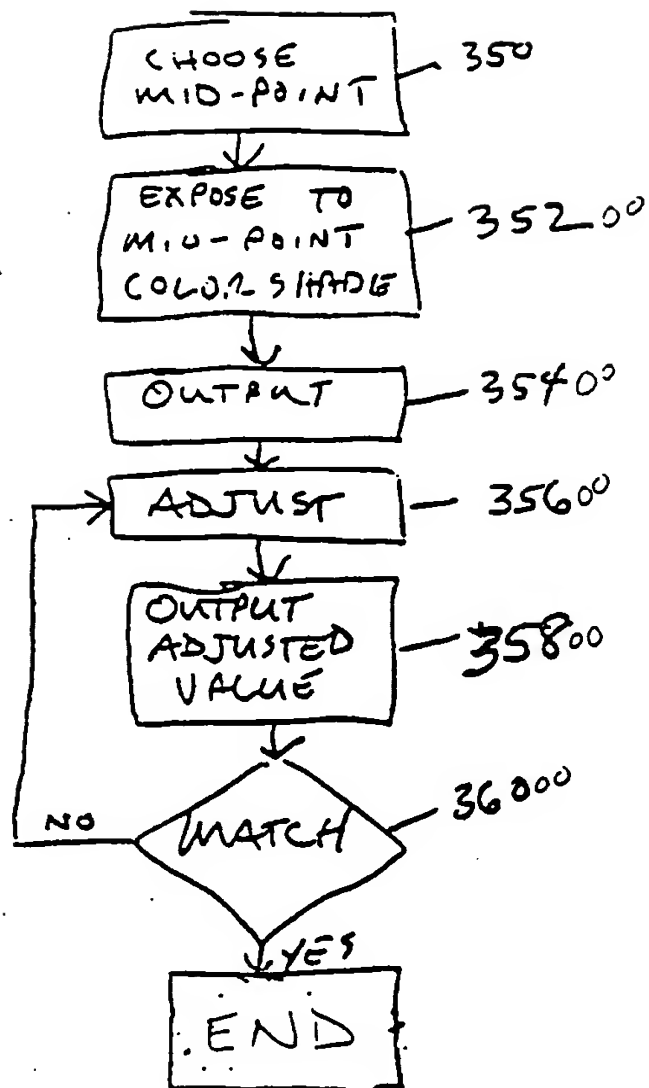 CHOOSE
MID-POINT
350
EXPOSE TO
MID-POINT
COLOR SHADE
35200
OUTPUT
35400
ADJUST
35600
OUTPUT
ADJUSTED
VALUE
35800
MATCH
36000
NO
YES
END